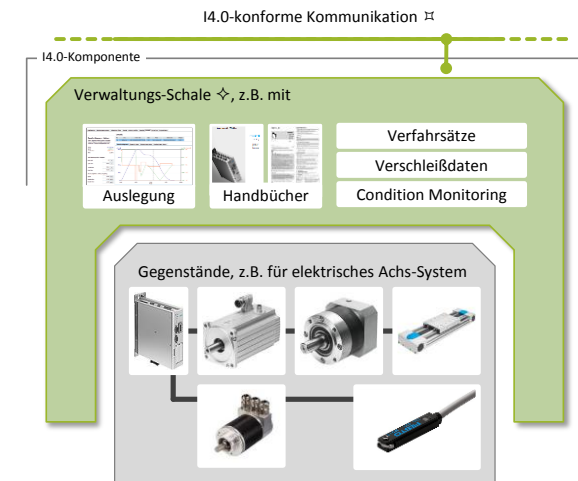 I4.0-konforme Kommunikation ⌑
I4.0-Komponente
Verwaltungs-Schale ✧, z.B. mit
Auslegung
Handbücher
Verfahrsätze
Verschleißdaten
Condition Monitoring
Gegenstände, z.B. für elektrisches Achs-System
FESTO